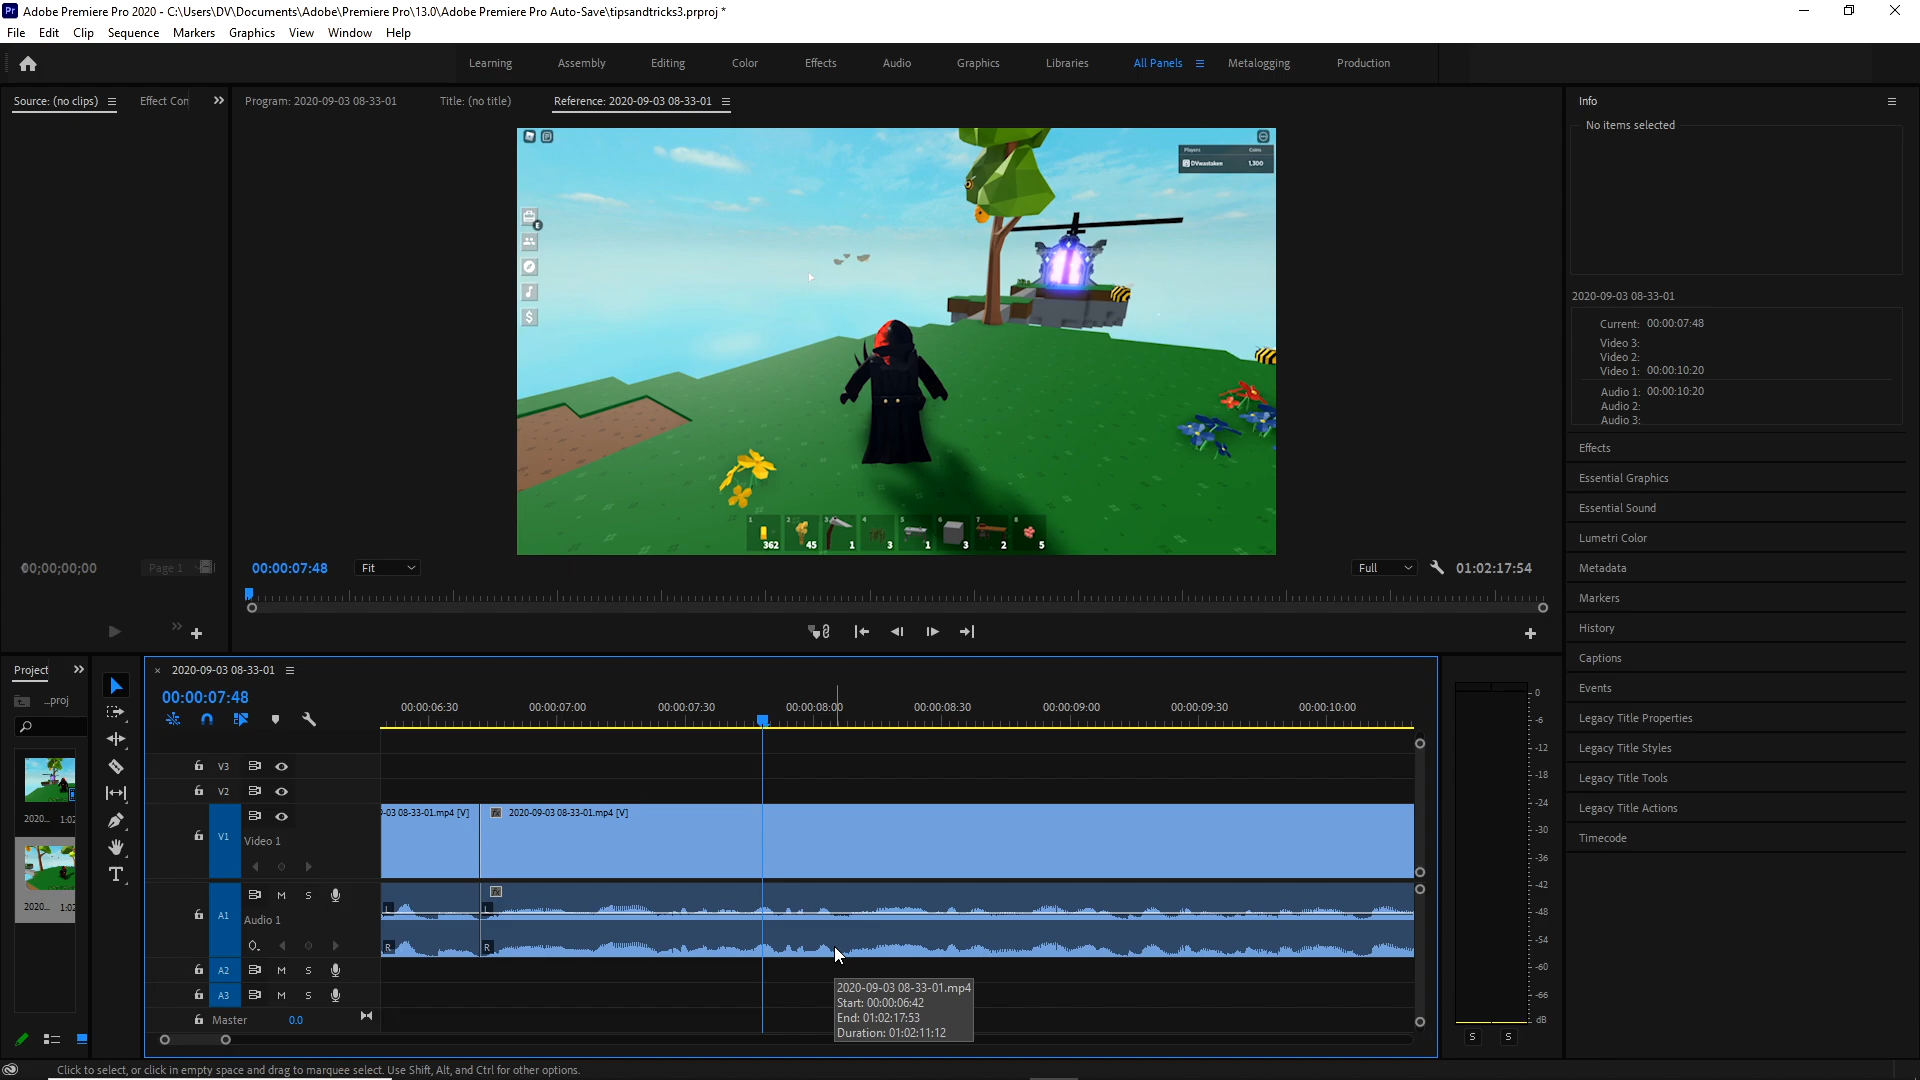 Adobe Premiere Pro 2020 - C:\Users\DV\Documents\Adobe\Premiere Pro\13.0\Adobe Premiere Pro Auto-Save\tipsandtricks3.prproj *
File Edit Clip Sequence Markers Graphics View Window Help
Learning Assembly Editing Color Effects Audio Graphics Libraries All Panels Metalogging Production
Source: (no clips) Effect Con
Program: 2020-09-03 08-33-01 Title: (no title) Reference: 2020-09-03 08-33-01
Players Coins
DVwastaken 1,300
E
1 2 3 4 5 6 7 8
362 45 1 3 1 3 2 5
00;00;00;00 Page 1
00:00:07:48 Fit Full 01:02:17:54
Info
No items selected
2020-09-03 08-33-01
Current: 00:00:07:48
Video 3:
Video 2:
Video 1: 00:00:10:20
Audio 1: 00:00:10:20
Audio 2:
Audio 3:
Effects
Essential Graphics
Essential Sound
Lumetri Color
Metadata
Markers
History
Captions
Events
Legacy Title Properties
Legacy Title Styles
Legacy Title Tools
Legacy Title Actions
Timecode
Project
...proj
2020... 1:02
2020... 1:02
× 2020-09-03 08-33-01
00:00:07:48
00:00:06:30 00:00:07:00 00:00:07:30 00:00:08:00 00:00:08:30 00:00:09:00 00:00:09:30 00:00:10:00
V3
V2
V1 Video 1
-03 08-33-01.mp4 [V] fx 2020-09-03 08-33-01.mp4 [V]
A1 M S
Audio 1
L L
R R
A2 M S
A3 M S
Master 0.0
2020-09-03 08-33-01.mp4
Start: 00:00:06:42
End: 01:02:17:53
Duration: 01:02:11:12
0
-6
-12
-18
-24
-30
-36
-42
-48
-54
-60
-66
dB
S S
Click to select, or click in empty space and drag to marquee select. Use Shift, Alt, and Ctrl for other options.